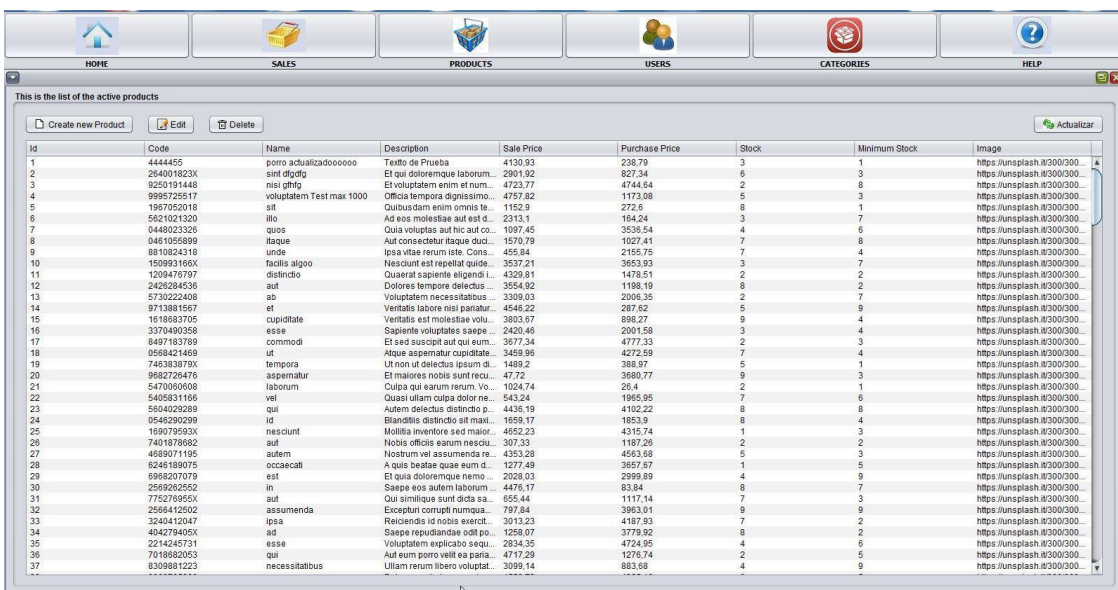 HOME SALES PRODUCTS USERS CATEGORIES HELP
This is the list of the active products
Create new Product Edit Delete Actualizar
Id Code Name Description Sale Price Purchase Price Stock Minimum Stock Image
1 4444455 porro actualizadoooooo Textto de Prueba 4130,93 238,79 3 1 https://unsplash.it/300/300...
2 264001823X sint dfgdfg Et qui doloremque laborum... 2901,92 827,34 6 3 https://unsplash.it/300/300...
3 9250191448 nisi gfhfg Et voluptatem enim et num... 4723,77 4744,64 2 8 https://unsplash.it/300/300...
4 9995725517 voluptatem Test max 1000 Officia tempora dignissimo... 4757,82 1173,08 5 3 https://unsplash.it/300/300...
5 1967052018 sit Quibusdam enim omnis te... 1152,9 272,6 8 1 https://unsplash.it/300/300...
6 5621021320 illo Ad eos molestiae aut est d... 2313,1 164,24 3 7 https://unsplash.it/300/300...
7 0448023326 quos Quia voluptas aut hic aut co... 1097,45 3536,54 4 6 https://unsplash.it/300/300...
8 0461055899 itaque Aut consectetur itaque duci... 1570,79 1027,41 7 8 https://unsplash.it/300/300...
9 8810824318 unde Ipsa vitae rerum iste. Cons... 455,84 2155,75 7 4 https://unsplash.it/300/300...
10 150993166X facilis algoo Nesciunt est repellat quide... 3537,21 3653,93 3 7 https://unsplash.it/300/300...
11 1209476797 distinctio Quaerat sapiente eligendi i... 4329,81 1478,51 2 2 https://unsplash.it/300/300...
12 2426284536 aut Dolores tempore delectus ... 3554,92 1198,19 8 2 https://unsplash.it/300/300...
13 5730222408 ab Voluptatem necessitatibus ... 3309,03 2006,35 2 7 https://unsplash.it/300/300...
14 9713881567 et Veritatis labore nisi pariatur... 4546,22 287,62 5 9 https://unsplash.it/300/300...
15 1618683705 cupiditate Veritatis est molestiae volu... 3803,67 898,27 9 4 https://unsplash.it/300/300...
16 3370490358 esse Sapiente voluptates saepe ... 2420,46 2001,58 3 4 https://unsplash.it/300/300...
17 8497183789 commodi Et sed suscipit aut qui eum... 3677,34 4777,33 2 3 https://unsplash.it/300/300...
18 0568421469 ut Atque aspernatur cupiditate... 3459,96 4272,59 7 4 https://unsplash.it/300/300...
19 746383879X tempora Ut non ut delectus ipsum di... 1489,2 388,97 5 1 https://unsplash.it/300/300...
20 9682726476 aspernatur Et maiores nobis sunt recu... 47,72 3680,77 9 3 https://unsplash.it/300/300...
21 5470060608 laborum Culpa qui earum rerum. Vo... 1024,74 26,4 2 1 https://unsplash.it/300/300...
22 5405831166 vel Quasi ullam culpa dolor ne... 543,24 1965,95 7 6 https://unsplash.it/300/300...
23 5604029289 qui Autem delectus distinctio p... 4436,19 4102,22 8 8 https://unsplash.it/300/300...
24 0546290299 id Blanditiis distinctio sit maxi... 1659,17 1853,9 8 4 https://unsplash.it/300/300...
25 169079593X nesciunt Mollitia inventore sed maior... 4652,23 4315,74 1 3 https://unsplash.it/300/300...
26 7401878682 aut Nobis officiis earum nesciu... 307,33 1187,26 2 2 https://unsplash.it/300/300...
27 4689071195 autem Nostrum vel assumenda re... 4353,28 4563,68 5 3 https://unsplash.it/300/300...
28 6246189075 occaecati A quis beatae quae eum d... 1277,49 3657,67 1 5 https://unsplash.it/300/300...
29 6968207079 est Et quia doloremque nemo ... 2028,03 2999,89 4 9 https://unsplash.it/300/300...
30 2569262552 in Saepe eos autem laborum ... 4476,17 83,84 8 7 https://unsplash.it/300/300...
31 775276955X aut Qui similique sunt dicta sa... 655,44 1117,14 7 3 https://unsplash.it/300/300...
32 2566412502 assumenda Excepturi corrupti numqua... 797,84 3963,01 9 9 https://unsplash.it/300/300...
33 3240412047 ipsa Reiciendis id nobis exercit... 3013,23 4187,93 7 2 https://unsplash.it/300/300...
34 404279405X ad Saepe repudiandae odit po... 1258,07 3779,92 8 2 https://unsplash.it/300/300...
35 2214245731 esse Voluptatem explicabo sequ... 2834,35 4724,95 4 6 https://unsplash.it/300/300...
36 7018682053 qui Aut eum porro velit ea paria... 4717,29 1276,74 2 5 https://unsplash.it/300/300...
37 8309881223 necessitatibus Ullam rerum libero voluptat... 3099,14 883,68 4 9 https://unsplash.it/300/300...